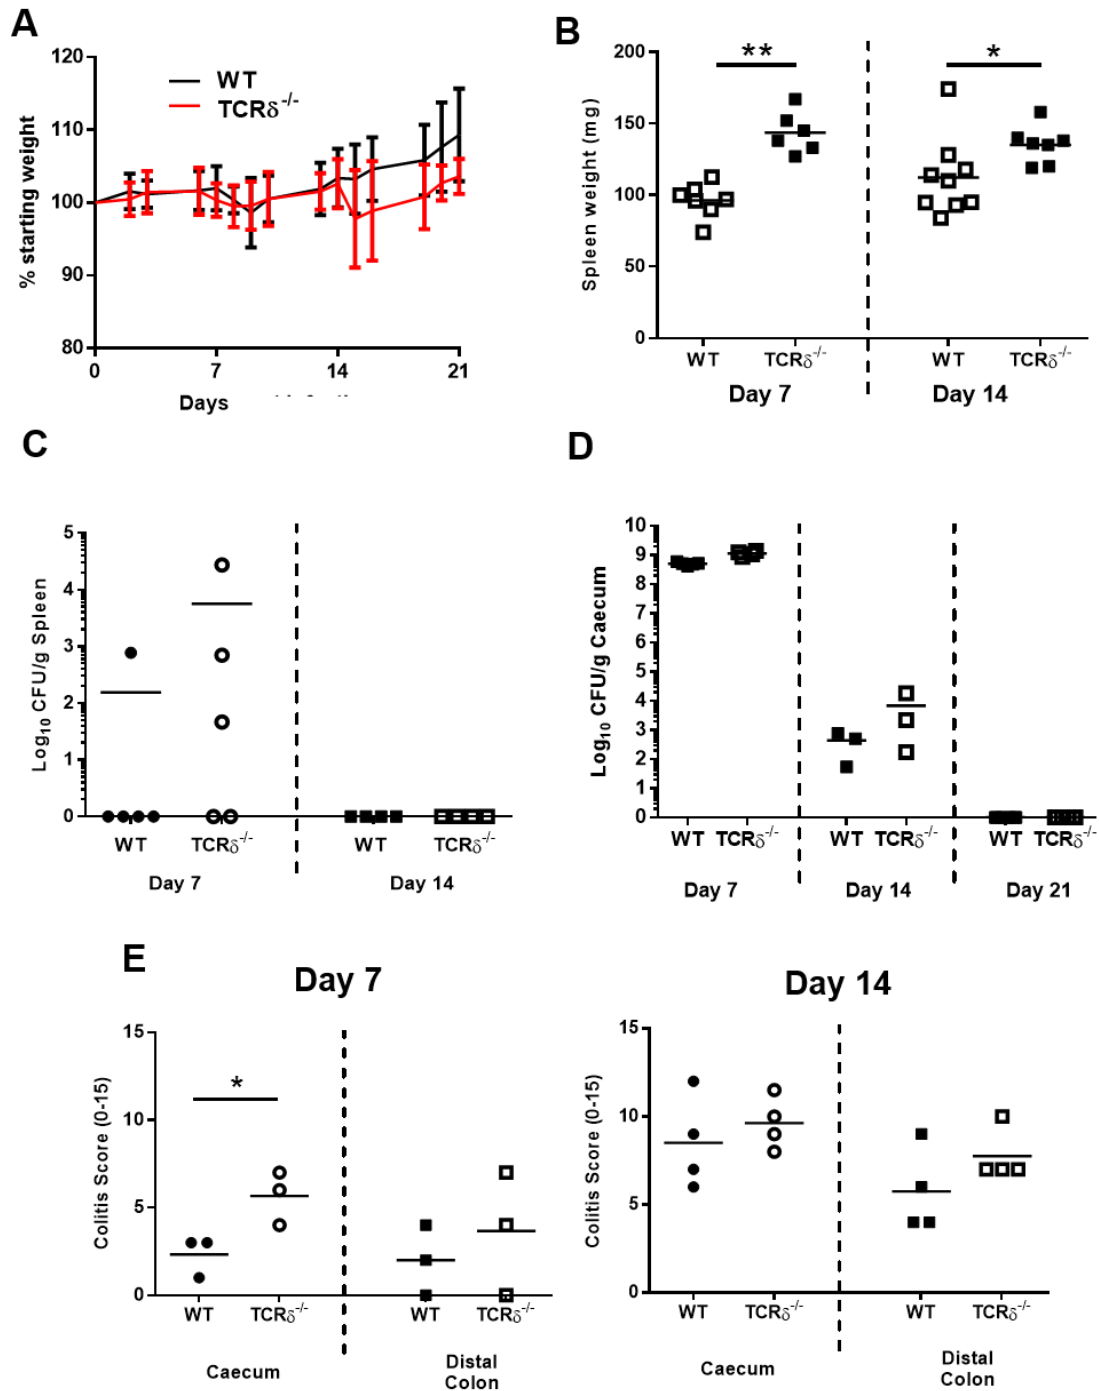 A
120
110
100
90
80
% starting weight
WT
TCRδ-/-
0 7 14 21
Days
B
200
150
100
50
0
Spleen weight (mg)
** *
WT TCRδ-/- WT TCRδ-/-
Day 7 Day 14
C
5
4
3
2
1
0
Log10 CFU/g Spleen
WT TCRδ-/- WT TCRδ-/-
Day 7 Day 14
D
10
9
8
7
6
5
4
3
2
1
0
Log10 CFU/g Caecum
WT TCRδ-/- WT TCRδ-/- WT TCRδ-/-
Day 7 Day 14 Day 21
E
Day 7
15
10
5
0
Colitis Score (0-15)
*
WT TCRδ-/- WT TCRδ-/-
Caecum Distal
Colon
Day 14
15
10
5
0
Colitis Score (0-15)
WT TCRδ-/- WT TCRδ-/-
Caecum Distal
Colon